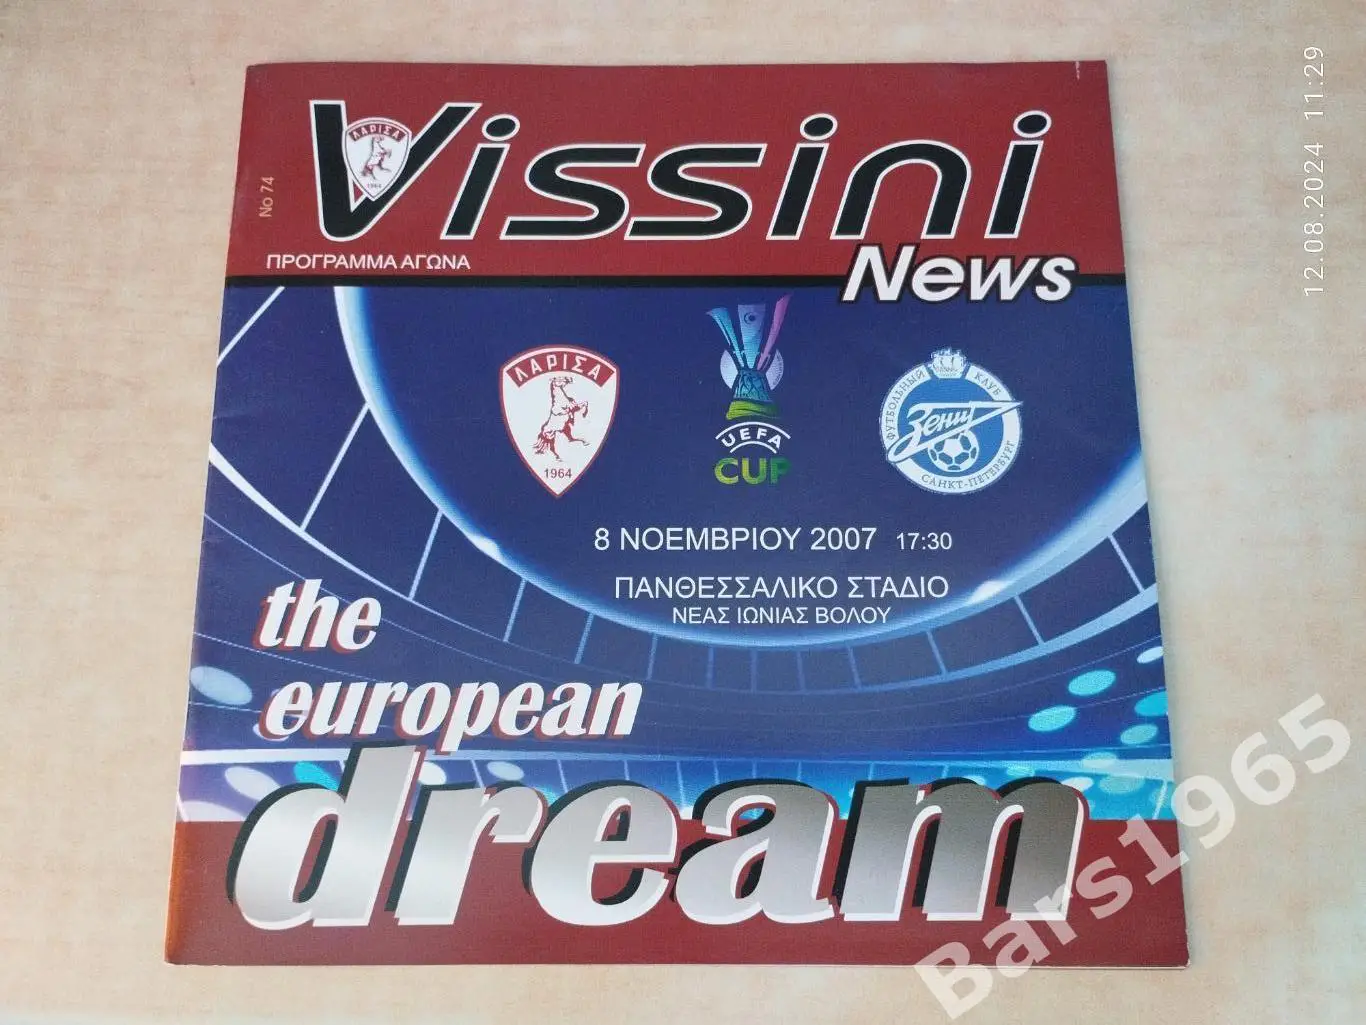 12.08.2024 11:29
Vissini
ΛΑΡΙΣΑ
1964
No 74
ΠΡΟΓΡΑΜΜΑ ΑΓΩΝΑ
News
ΛΑΡΙΣΑ
1964
UEFA
CUP
ФУТБОЛЬНЫЙ КЛУБ
Зенит
САНКТ-ПЕТЕРБУРГ
8 ΝΟΕΜΒΡΙΟΥ 2007 17:30
ΠΑΝΘΕΣΣΑΛΙΚΟ ΣΤΑΔΙΟ
ΝΕΑΣ ΙΩΝΙΑΣ ΒΟΛΟΥ
the
european
dream
Bars1965